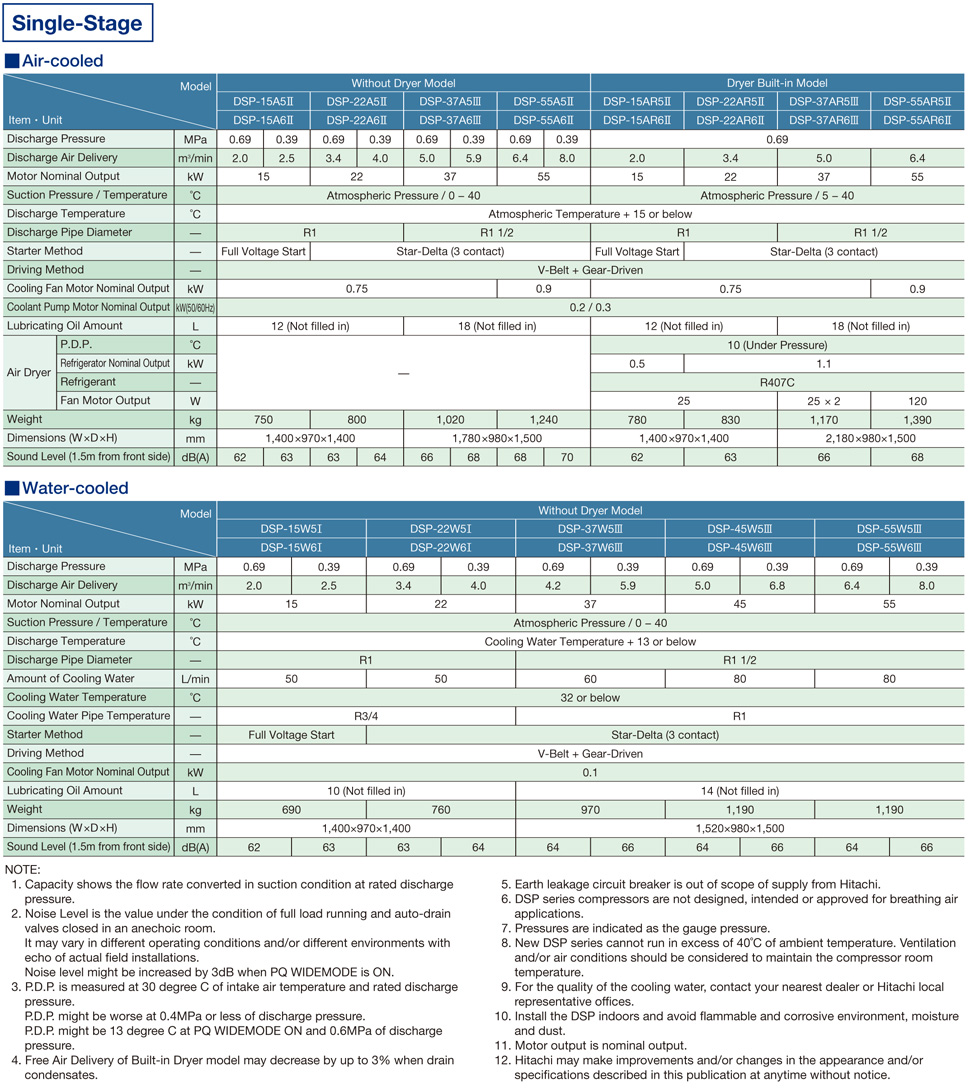 Single-Stage
■Air-cooled
Model Without Dryer Model Dryer Built-in Model
DSP-15A5Ⅱ DSP-22A5Ⅱ DSP-37A5Ⅲ DSP-55A5Ⅱ DSP-15AR5Ⅱ DSP-22AR5Ⅱ DSP-37AR5Ⅲ DSP-55AR5Ⅱ
Item・Unit DSP-15A6Ⅱ DSP-22A6Ⅱ DSP-37A6Ⅲ DSP-55A6Ⅱ DSP-15AR6Ⅱ DSP-22AR6Ⅱ DSP-37AR6Ⅲ DSP-55AR6Ⅱ
Discharge Pressure MPa 0.69 0.39 0.69 0.39 0.69 0.39 0.69 0.39 0.69
Discharge Air Delivery m³/min 2.0 2.5 3.4 4.0 5.0 5.9 6.4 8.0 2.0 3.4 5.0 6.4
Motor Nominal Output kW 15 22 37 55 15 22 37 55
Suction Pressure / Temperature ˚C Atmospheric Pressure / 0 – 40 Atmospheric Pressure / 5 – 40
Discharge Temperature ˚C Atmospheric Temperature + 15 or below
Discharge Pipe Diameter — R1 R1 1/2 R1 R1 1/2
Starter Method — Full Voltage Start Star-Delta (3 contact) Full Voltage Start Star-Delta (3 contact)
Driving Method — V-Belt + Gear-Driven
Cooling Fan Motor Nominal Output kW 0.75 0.9 0.75 0.9
Coolant Pump Motor Nominal Output kW(50/60Hz) 0.2 / 0.3
Lubricating Oil Amount L 12 (Not filled in) 18 (Not filled in) 12 (Not filled in) 18 (Not filled in)
Air Dryer P.D.P. ˚C — 10 (Under Pressure)
Refrigerator Nominal Output kW 0.5 1.1
Refrigerant — R407C
Fan Motor Output W 25 25 × 2 120
Weight kg 750 800 1,020 1,240 780 830 1,170 1,390
Dimensions (W×D×H) mm 1,400×970×1,400 1,780×980×1,500 1,400×970×1,400 2,180×980×1,500
Sound Level (1.5m from front side) dB(A) 62 63 63 64 66 68 68 70 62 63 66 68
■Water-cooled
Model Without Dryer Model
DSP-15W5Ⅰ DSP-22W5Ⅰ DSP-37W5Ⅲ DSP-45W5Ⅲ DSP-55W5Ⅲ
Item・Unit DSP-15W6Ⅰ DSP-22W6Ⅰ DSP-37W6Ⅲ DSP-45W6Ⅲ DSP-55W6Ⅲ
Discharge Pressure MPa 0.69 0.39 0.69 0.39 0.69 0.39 0.69 0.39 0.69 0.39
Discharge Air Delivery m³/min 2.0 2.5 3.4 4.0 4.2 5.9 5.0 6.8 6.4 8.0
Motor Nominal Output kW 15 22 37 45 55
Suction Pressure / Temperature ˚C Atmospheric Pressure / 0 – 40
Discharge Temperature ˚C Cooling Water Temperature + 13 or below
Discharge Pipe Diameter — R1 R1 1/2
Amount of Cooling Water L/min 50 50 60 80 80
Cooling Water Temperature ˚C 32 or below
Cooling Water Pipe Temperature — R3/4 R1
Starter Method — Full Voltage Start Star-Delta (3 contact)
Driving Method — V-Belt + Gear-Driven
Cooling Fan Motor Nominal Output kW 0.1
Lubricating Oil Amount L 10 (Not filled in) 14 (Not filled in)
Weight kg 690 760 970 1,190 1,190
Dimensions (W×D×H) mm 1,400×970×1,400 1,520×980×1,500
Sound Level (1.5m from front side) dB(A) 62 63 63 64 64 66 64 66 64 66
NOTE:
1. Capacity shows the flow rate converted in suction condition at rated discharge
pressure.
2. Noise Level is the value under the condition of full load running and auto-drain
valves closed in an anechoic room.
It may vary in different operating conditions and/or different environments with
echo of actual field installations.
Noise level might be increased by 3dB when PQ WIDEMODE is ON.
3. P.D.P. is measured at 30 degree C of intake air temperature and rated discharge
pressure.
P.D.P. might be worse at 0.4MPa or less of discharge pressure.
P.D.P. might be 13 degree C at PQ WIDEMODE ON and 0.6MPa of discharge
pressure.
4. Free Air Delivery of Built-in Dryer model may decrease by up to 3% when drain
condensates.
5. Earth leakage circuit breaker is out of scope of supply from Hitachi.
6. DSP series compressors are not designed, intended or approved for breathing air
applications.
7. Pressures are indicated as the gauge pressure.
8. New DSP series cannot run in excess of 40˚C of ambient temperature. Ventilation
and/or air conditions should be considered to maintain the compressor room
temperature.
9. For the quality of the cooling water, contact your nearest dealer or Hitachi local
representative offices.
10. Install the DSP indoors and avoid flammable and corrosive environment, moisture
and dust.
11. Motor output is nominal output.
12. Hitachi may make improvements and/or changes in the appearance and/or
specifications described in this publication at anytime without notice.